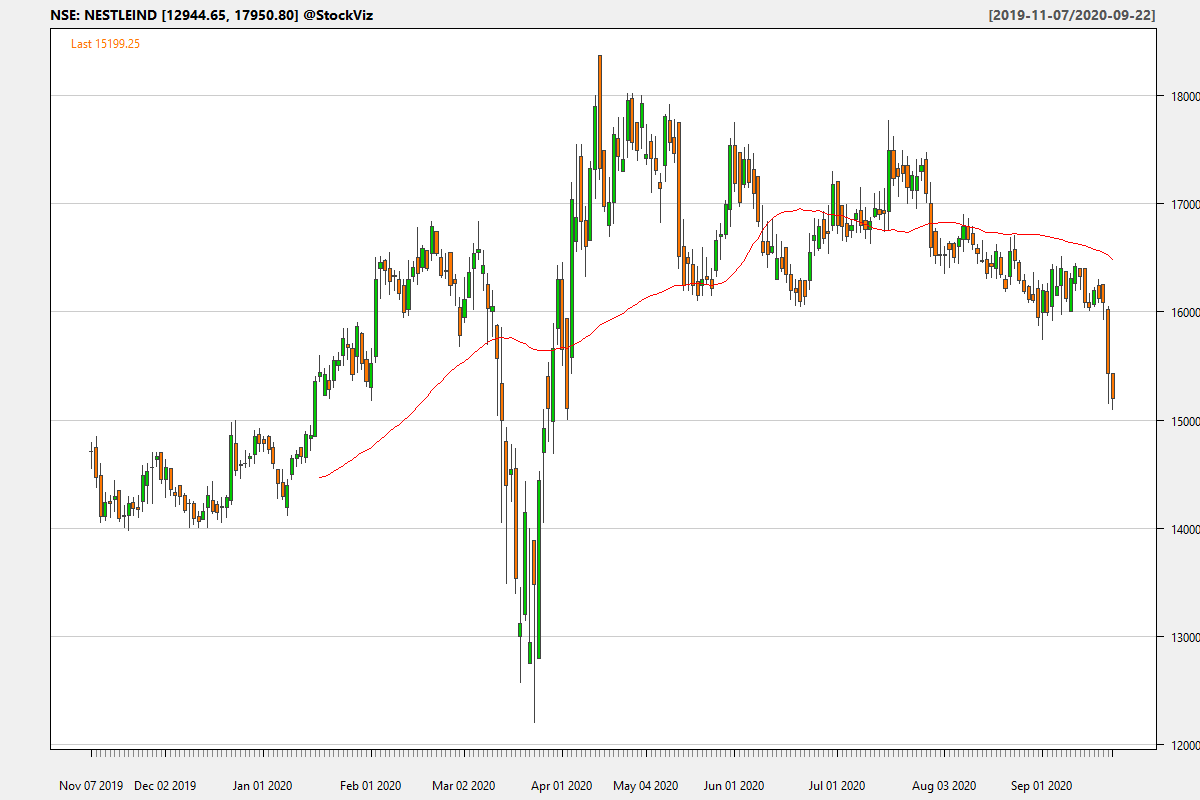 NSE: NESTLEIND [12944.65, 17950.80] @StockViz
[2019-11-07/2020-09-22]
Last 15199.25
18000
17000
16000
15000
14000
13000
12000
Nov 07 2019
Dec 02 2019
Jan 01 2020
Feb 01 2020
Mar 02 2020
Apr 01 2020
May 04 2020
Jun 01 2020
Jul 01 2020
Aug 03 2020
Sep 01 2020